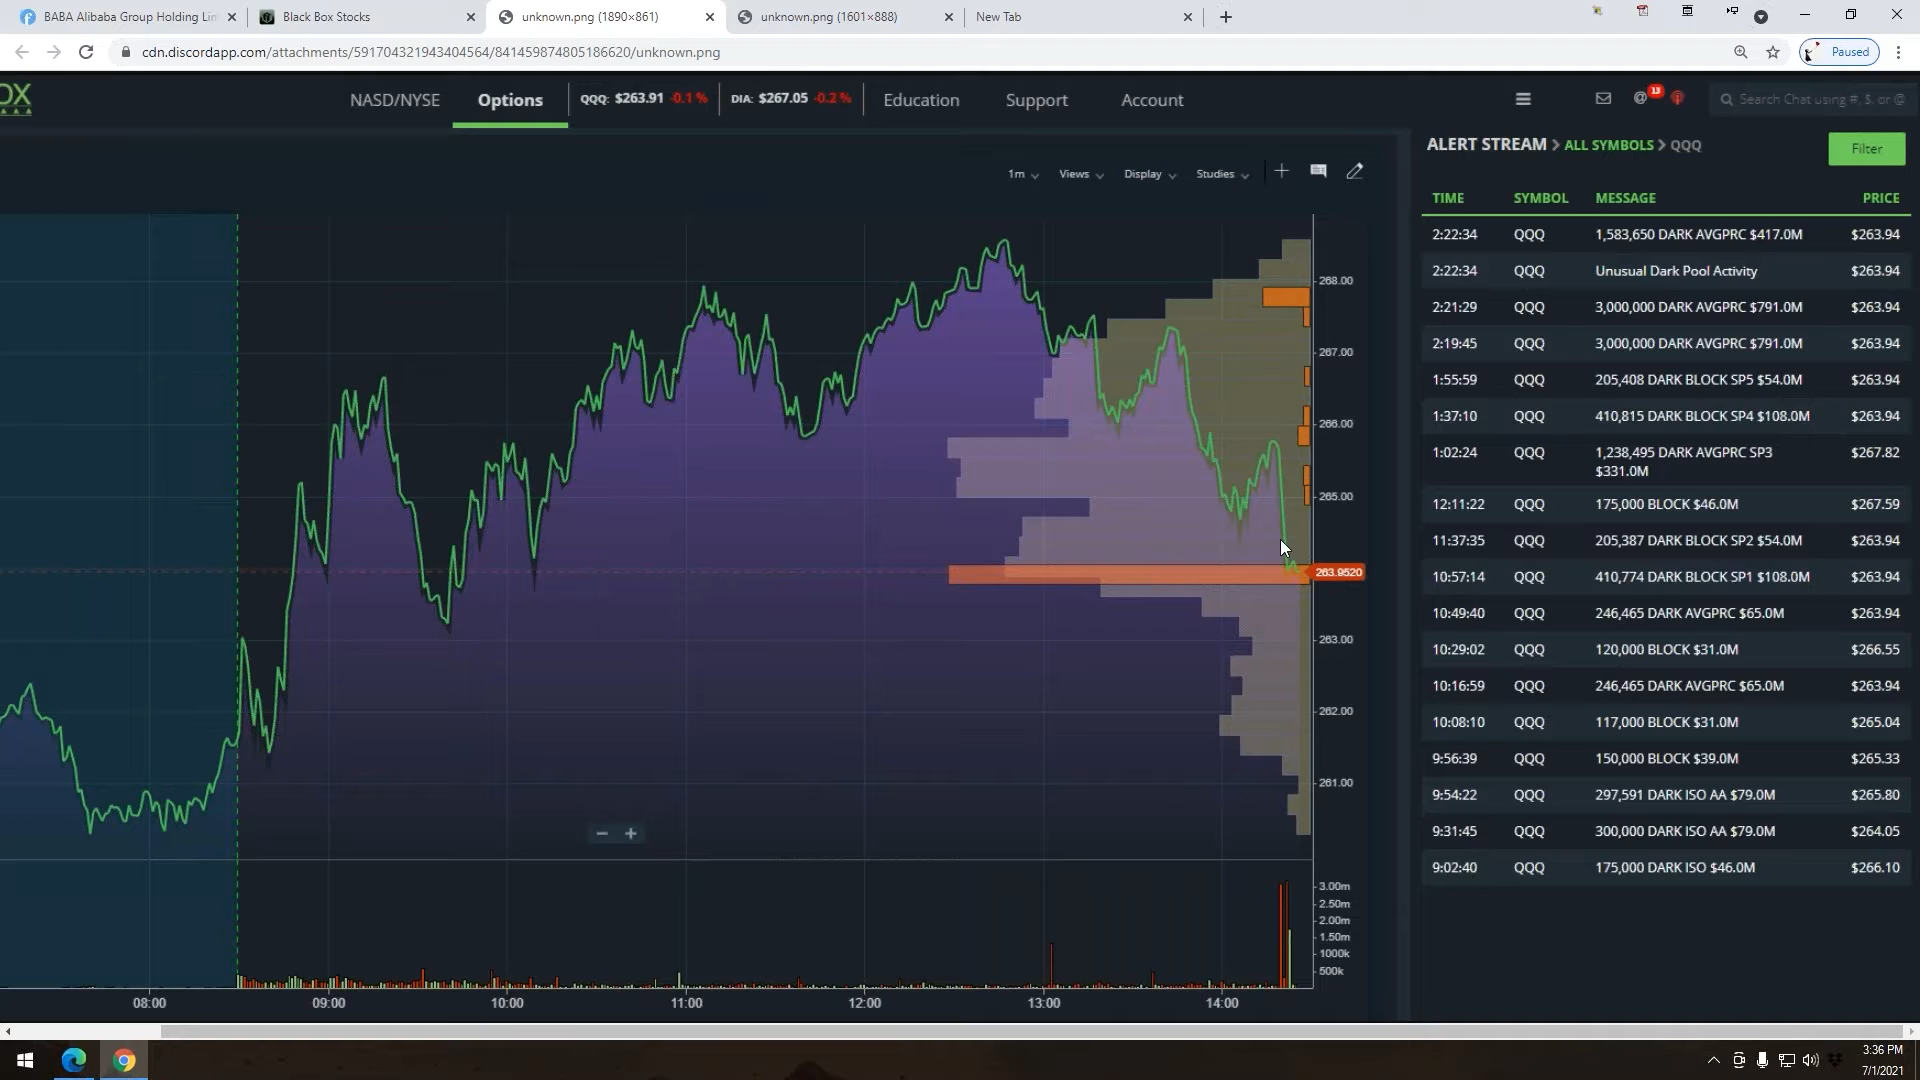 BABA Alibaba Group Holding Lin
Black Box Stocks
unknown.png (1890×861)
unknown.png (1601×888)
New Tab
cdn.discordapp.com/attachments/591704321943404564/841459874805186620/unknown.png
Paused
OX
NASD/NYSE
Options
QQQ: $263.91 -0.1 %
DIA: $267.05 -0.2 %
Education
Support
Account
13
Search Chat using #, $. or @
1m
Views
Display
Studies
268.00
267.00
266.00
265.00
263.9520
263.00
262.00
261.00
3.00m
2.50m
2.00m
1.50m
1000k
500k
08:00
09:00
10:00
11:00
12:00
13:00
14:00
ALERT STREAM > ALL SYMBOLS > QQQ
Filter
TIME SYMBOL MESSAGE PRICE
2:22:34 QQQ 1,583,650 DARK AVGPRC $417.0M $263.94
2:22:34 QQQ Unusual Dark Pool Activity $263.94
2:21:29 QQQ 3,000,000 DARK AVGPRC $791.0M $263.94
2:19:45 QQQ 3,000,000 DARK AVGPRC $791.0M $263.94
1:55:59 QQQ 205,408 DARK BLOCK SP5 $54.0M $263.94
1:37:10 QQQ 410,815 DARK BLOCK SP4 $108.0M $263.94
1:02:24 QQQ 1,238,495 DARK AVGPRC SP3 $267.82
$331.0M
12:11:22 QQQ 175,000 BLOCK $46.0M $267.59
11:37:35 QQQ 205,387 DARK BLOCK SP2 $54.0M $263.94
10:57:14 QQQ 410,774 DARK BLOCK SP1 $108.0M $263.94
10:49:40 QQQ 246,465 DARK AVGPRC $65.0M $263.94
10:29:02 QQQ 120,000 BLOCK $31.0M $266.55
10:16:59 QQQ 246,465 DARK AVGPRC $65.0M $263.94
10:08:10 QQQ 117,000 BLOCK $31.0M $265.04
9:56:39 QQQ 150,000 BLOCK $39.0M $265.33
9:54:22 QQQ 297,591 DARK ISO AA $79.0M $265.80
9:31:45 QQQ 300,000 DARK ISO AA $79.0M $264.05
9:02:40 QQQ 175,000 DARK ISO $46.0M $266.10
3:36 PM
7/1/2021